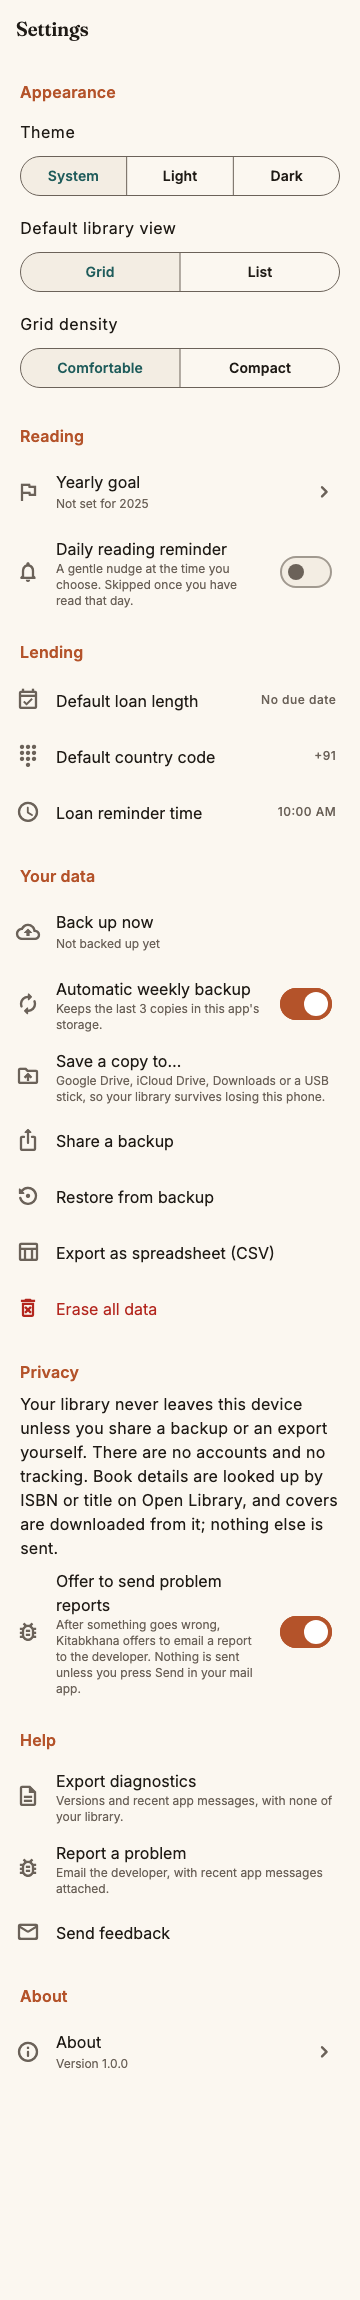 Settings
Appearance
Theme
System
Light
Dark
Default library view
Grid
List
Grid density
Comfortable
Compact
Reading
Yearly goal
Not set for 2025
Daily reading reminder
A gentle nudge at the time you
choose. Skipped once you have
read that day.
Lending
Default loan length
No due date
Default country code
+91
Loan reminder time
10:00 AM
Your data
Back up now
Not backed up yet
Automatic weekly backup
Keeps the last 3 copies in this app's
storage.
Save a copy to…
Google Drive, iCloud Drive, Downloads or a USB
stick, so your library survives losing this phone.
Share a backup
Restore from backup
Export as spreadsheet (CSV)
Erase all data
Privacy
Your library never leaves this device
unless you share a backup or an export
yourself. There are no accounts and no
tracking. Book details are looked up by
ISBN or title on Open Library, and covers
are downloaded from it; nothing else is
sent.
Offer to send problem
reports
After something goes wrong,
Kitabkhana offers to email a report
to the developer. Nothing is sent
unless you press Send in your mail
app.
Help
Export diagnostics
Versions and recent app messages, with none of
your library.
Report a problem
Email the developer, with recent app messages
attached.
Send feedback
About
About
Version 1.0.0